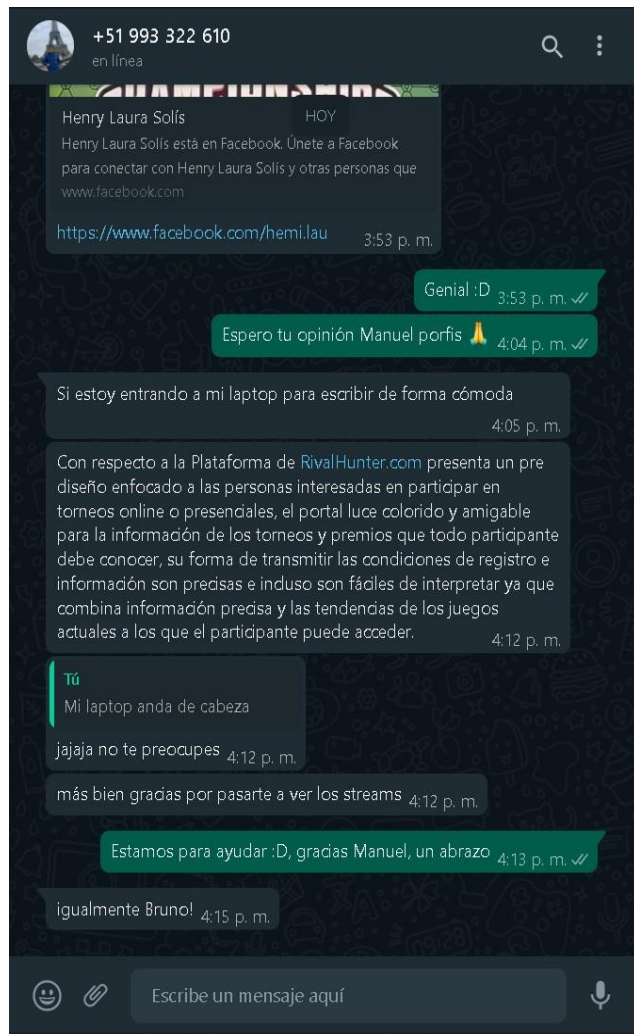 +51 993 322 610
en línea
CHAMPIONSHIPS
Henry Laura Solís
HOY
Henry Laura Solís está en Facebook. Únete a Facebook
para conectar con Henry Laura Solís y otras personas que
www.facebook.com
https://www.facebook.com/hemi.lau
3:53 p. m.
Genial :D 3:53 p. m.
Espero tu opinión Manuel porfis 🙏 4:04 p. m.
Si estoy entrando a mi laptop para escribir de forma cómoda
4:05 p. m.
Con respecto a la Plataforma de RivalHunter.com presenta un pre
diseño enfocado a las personas interesadas en participar en
torneos online o presenciales, el portal luce colorido y amigable
para la información de los torneos y premios que todo participante
debe conocer, su forma de transmitir las condiciones de registro e
información son precisas e incluso son fáciles de interpretar ya que
combina información precisa y las tendencias de los juegos
actuales a los que el participante puede acceder.
4:12 p. m.
Tú
Mi laptop anda de cabeza
jajaja no te preocupes 4:12 p. m.
más bien gracias por pasarte a ver los streams 4:12 p. m.
Estamos para ayudar :D, gracias Manuel, un abrazo 4:13 p. m.
igualmente Bruno! 4:15 p. m.
Escribe un mensaje aquí